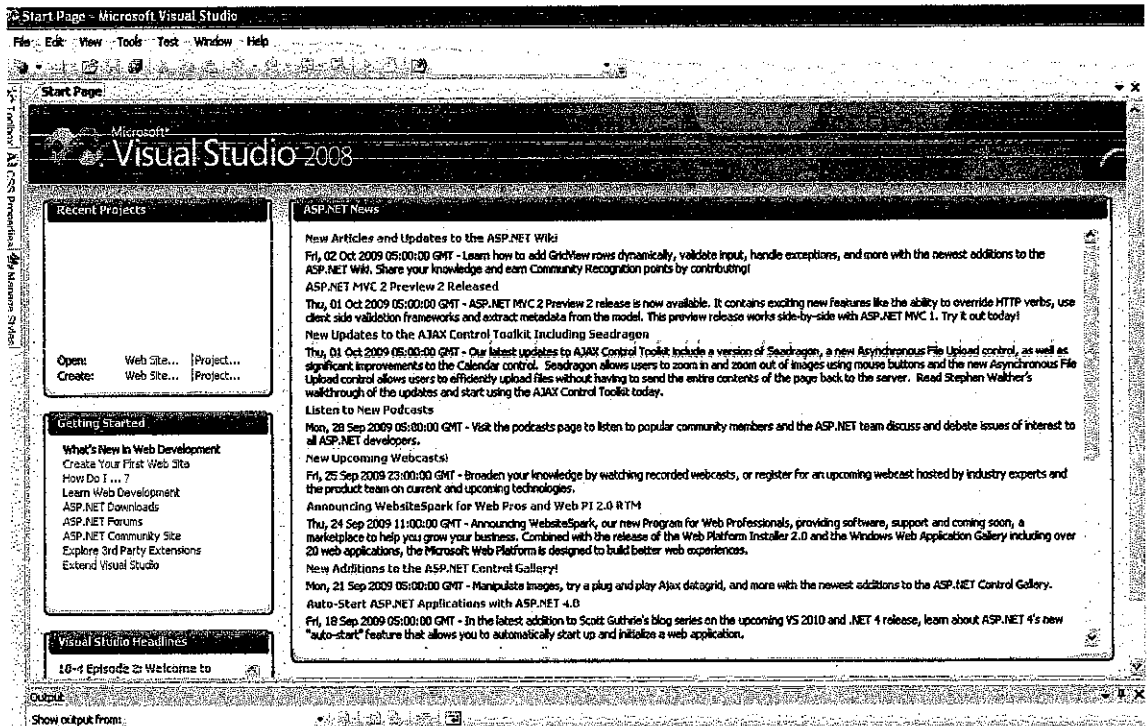 Start Page - Microsoft Visual Studio
File Edit View Tools Test Window Help
Start Page
Toolbox
CSS Properties
Manage Styles
Microsoft
Visual Studio 2008
Recent Projects
Open: Web Site... Project...
Create: Web Site... Project...
Getting Started
What's New in Web Development
Create Your First Web Site
How Do I ... ?
Learn Web Development
ASP.NET Downloads
ASP.NET Forums
ASP.NET Community Site
Explore 3rd Party Extensions
Extend Visual Studio
Visual Studio Headlines
10-4 Episode 2: Welcome to
ASP.NET News
New Articles and Updates to the ASP.NET Wiki
Fri, 02 Oct 2009 05:00:00 GMT - Learn how to add GridView rows dynamically, validate input, handle exceptions, and more with the newest additions to the
ASP.NET Wiki. Share your knowledge and earn Community Recognition points by contributing!
ASP.NET MVC 2 Preview 2 Released
Thu, 01 Oct 2009 05:00:00 GMT - ASP.NET MVC 2 Preview 2 release is now available. It contains exciting new features like the ability to override HTTP verbs, use
client side validation frameworks and extract metadata from the model. This preview release works side-by-side with ASP.NET MVC 1. Try it out today!
New Updates to the AJAX Control Toolkit Including Seadragon
Thu, 01 Oct 2009 05:00:00 GMT - Our latest updates to AJAX Control Toolkit include a version of Seadragon, a new Asynchronous File Upload control, as well as
significant improvements to the Calendar control. Seadragon allows users to zoom in and zoom out of images using mouse buttons and the new Asynchronous File
Upload control allows users to efficiently upload files without having to send the entire contents of the page back to the server. Read Stephen Walther's
walkthrough of the updates and start using the AJAX Control Toolkit today.
Listen to New Podcasts
Mon, 28 Sep 2009 05:00:00 GMT - Visit the podcasts page to listen to popular community members and the ASP.NET team discuss and debate issues of interest to
all ASP.NET developers.
New Upcoming Webcasts!
Fri, 25 Sep 2009 23:00:00 GMT - Broaden your knowledge by watching recorded webcasts, or register for an upcoming webcast hosted by industry experts and
the product team on current and upcoming technologies.
Announcing WebsiteSpark for Web Pros and Web PI 2.0 RTM
Thu, 24 Sep 2009 11:00:00 GMT - Announcing WebsiteSpark, our new Program for Web Professionals, providing software, support and coming soon, a
marketplace to help you grow your business. Combined with the release of the Web Platform Installer 2.0 and the Windows Web Application Gallery including over
20 web applications, the Microsoft Web Platform is designed to build better web experiences.
New Additions to the ASP.NET Control Gallery!
Mon, 21 Sep 2009 05:00:00 GMT - Manipulate images, try a plug and play Ajax datagrid, and more with the newest additions to the ASP.NET Control Gallery.
Auto-Start ASP.NET Applications with ASP.NET 4.0
Fri, 18 Sep 2009 05:00:00 GMT - In the latest addition to Scott Guthrie's blog series on the upcoming VS 2010 and .NET 4 release, learn about ASP.NET 4's new
"auto-start" feature that allows you to automatically start up and initialize a web application.
Output
Show output from: